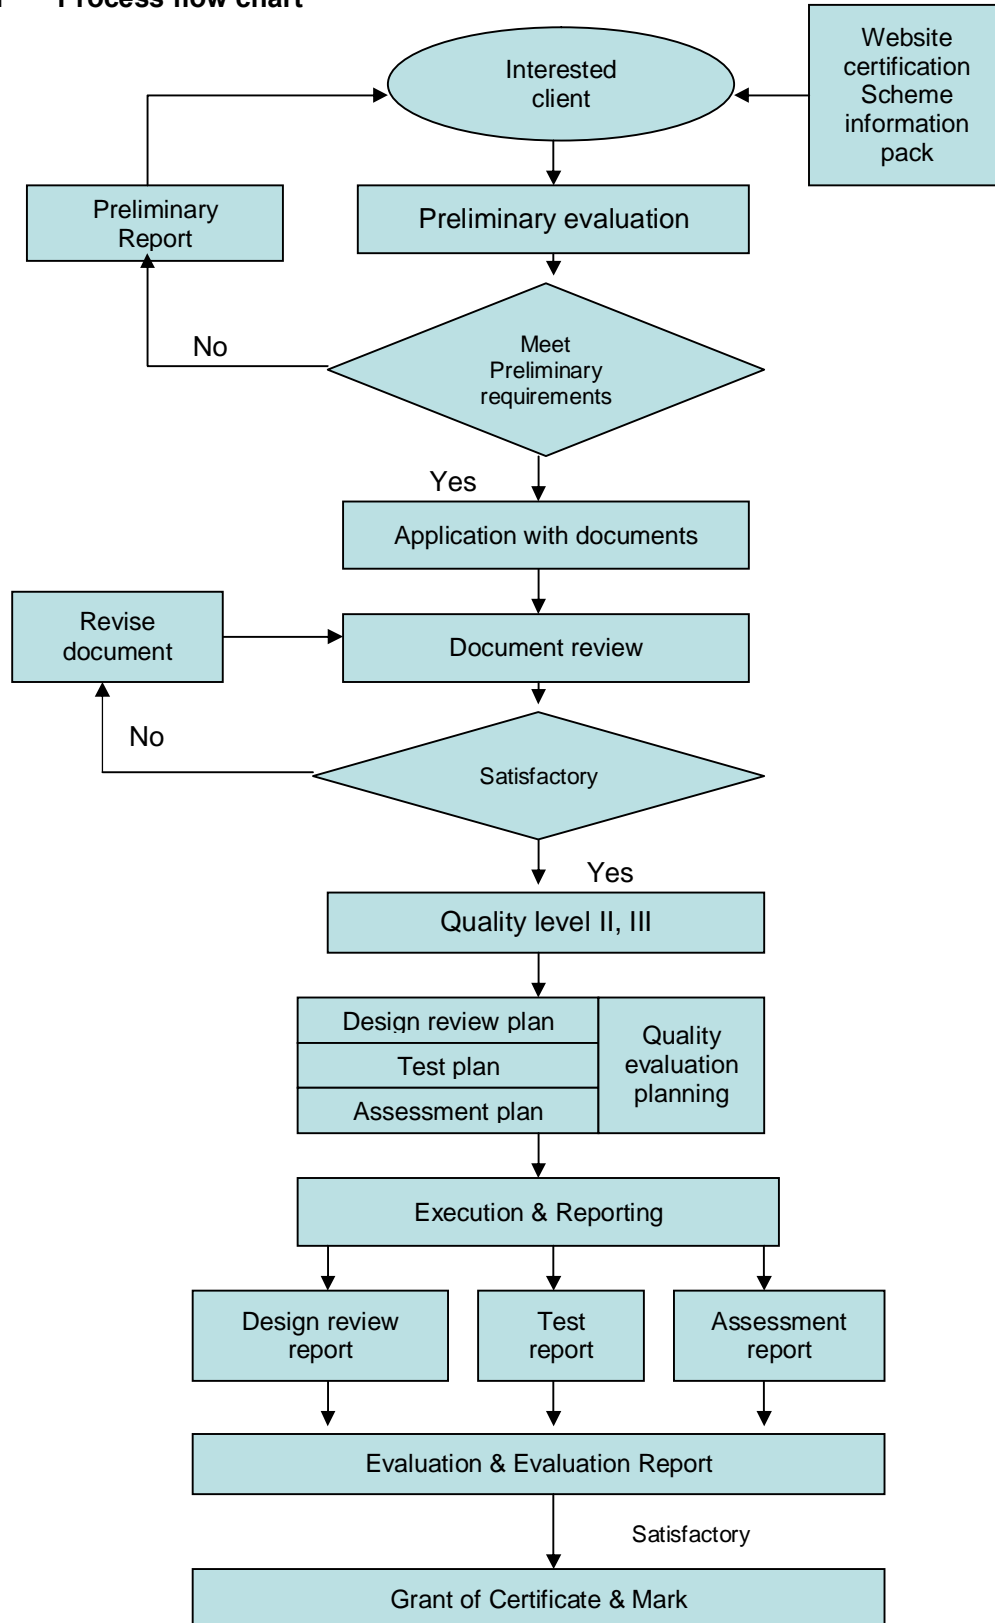 Process flow chart
Interested
client
Website
certification
Scheme
information
pack
Preliminary
Report
Preliminary evaluation
No
Meet
Preliminary
requirements
Yes
Application with documents
Revise
document
Document review
No
Satisfactory
Yes
Quality level II, III
Design review plan
Test plan
Assessment plan
Quality
evaluation
planning
Execution & Reporting
Design review
report
Test
report
Assessment
report
Evaluation & Evaluation Report
Satisfactory
Grant of Certificate & Mark